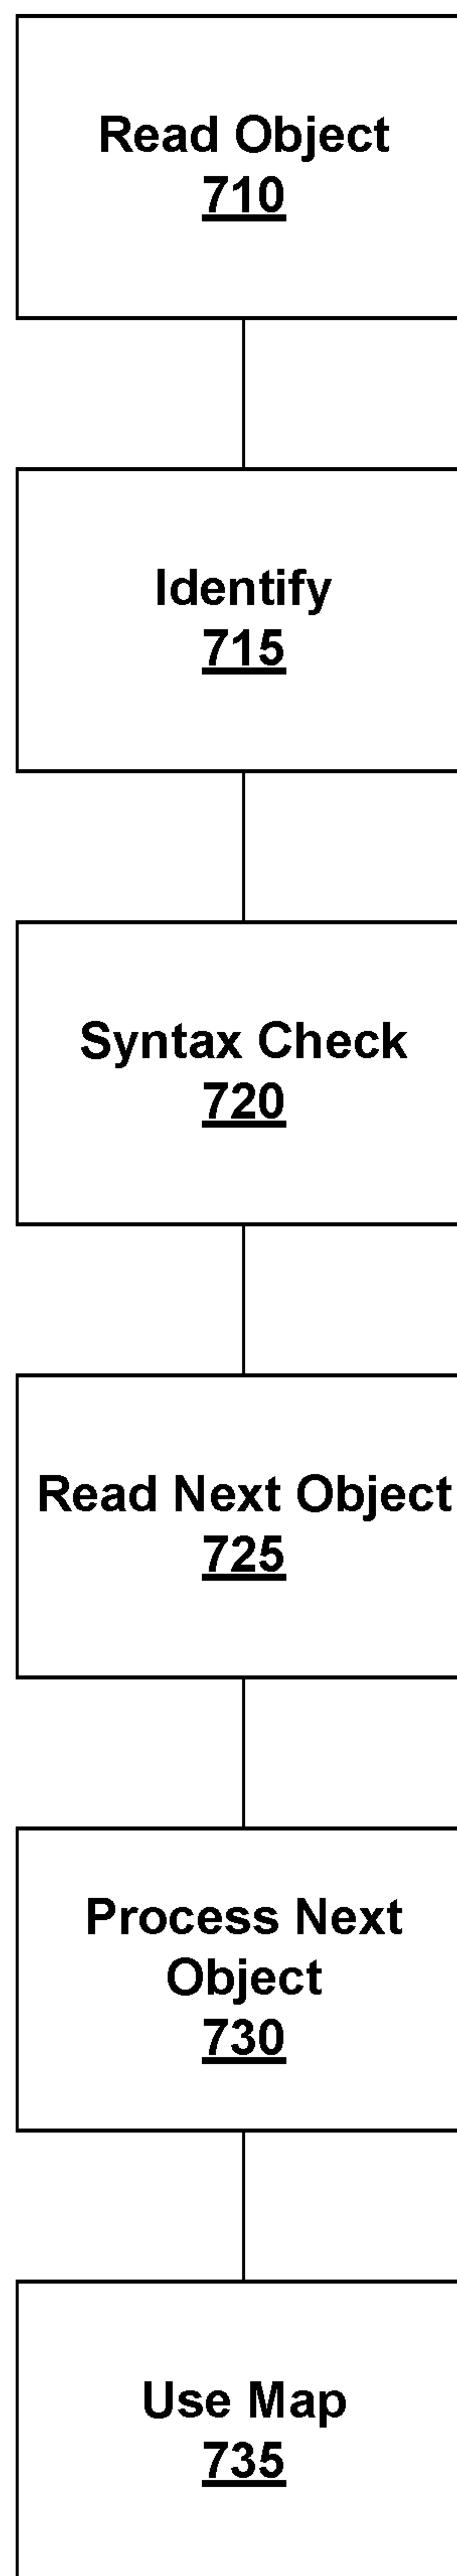 Read Object
710
Identify
715
Syntax Check
720
Read Next Object
725
Process Next
Object
730
Use Map
735